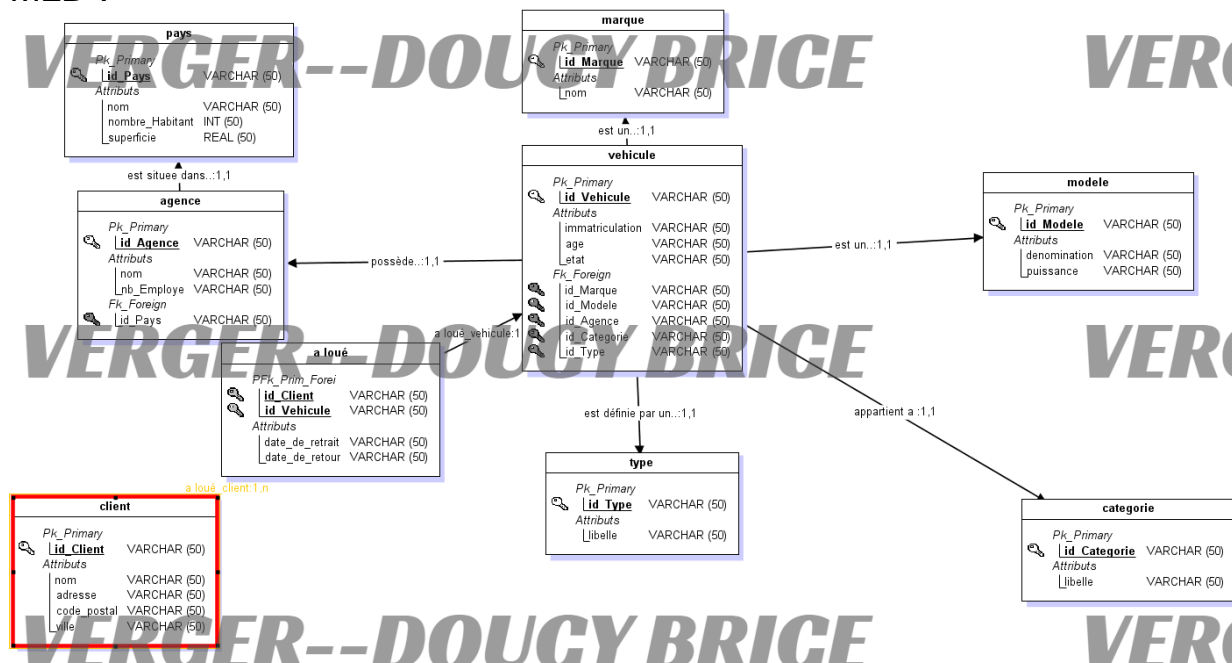 MLD :
pays
Pk_Primary
id_Pays VARCHAR (50)
Attributs
nom VARCHAR (50)
nombre_Habitant INT (50)
superficie REAL (50)
est situee dans..:1,1
agence
Pk_Primary
id_Agence VARCHAR (50)
Attributs
nom VARCHAR (50)
nb_Employe VARCHAR (50)
Fk_Foreign
id_Pays VARCHAR (50)
marque
Pk_Primary
id_Marque VARCHAR (50)
Attributs
nom VARCHAR (50)
est un..:1,1
vehicule
Pk_Primary
id_Vehicule VARCHAR (50)
Attributs
immatriculation VARCHAR (50)
age VARCHAR (50)
etat VARCHAR (50)
Fk_Foreign
id_Marque VARCHAR (50)
id_Modele VARCHAR (50)
id_Agence VARCHAR (50)
id_Categorie VARCHAR (50)
id_Type VARCHAR (50)
possède..:1,1
est un..:1,1
modele
Pk_Primary
id_Modele VARCHAR (50)
Attributs
denomination VARCHAR (50)
puissance VARCHAR (50)
a loué_vehicule:1
a loué
PFk_Prim_Forei
id_Client VARCHAR (50)
id_Vehicule VARCHAR (50)
Attributs
date_de_retrait VARCHAR (50)
date_de_retour VARCHAR (50)
est définie par un..:1,1
appartient a :1,1
type
Pk_Primary
id_Type VARCHAR (50)
Attributs
libelle VARCHAR (50)
a loué_client:1,n
client
Pk_Primary
id_Client VARCHAR (50)
Attributs
nom VARCHAR (50)
adresse VARCHAR (50)
code_postal VARCHAR (50)
ville VARCHAR (50)
categorie
Pk_Primary
id_Categorie VARCHAR (50)
Attributs
libelle VARCHAR (50)
VERGER--DOUGY BRICE
VERG
VERGER--DOUGY BRICE
VERG
VERGER--DOUGY BRICE
VERG